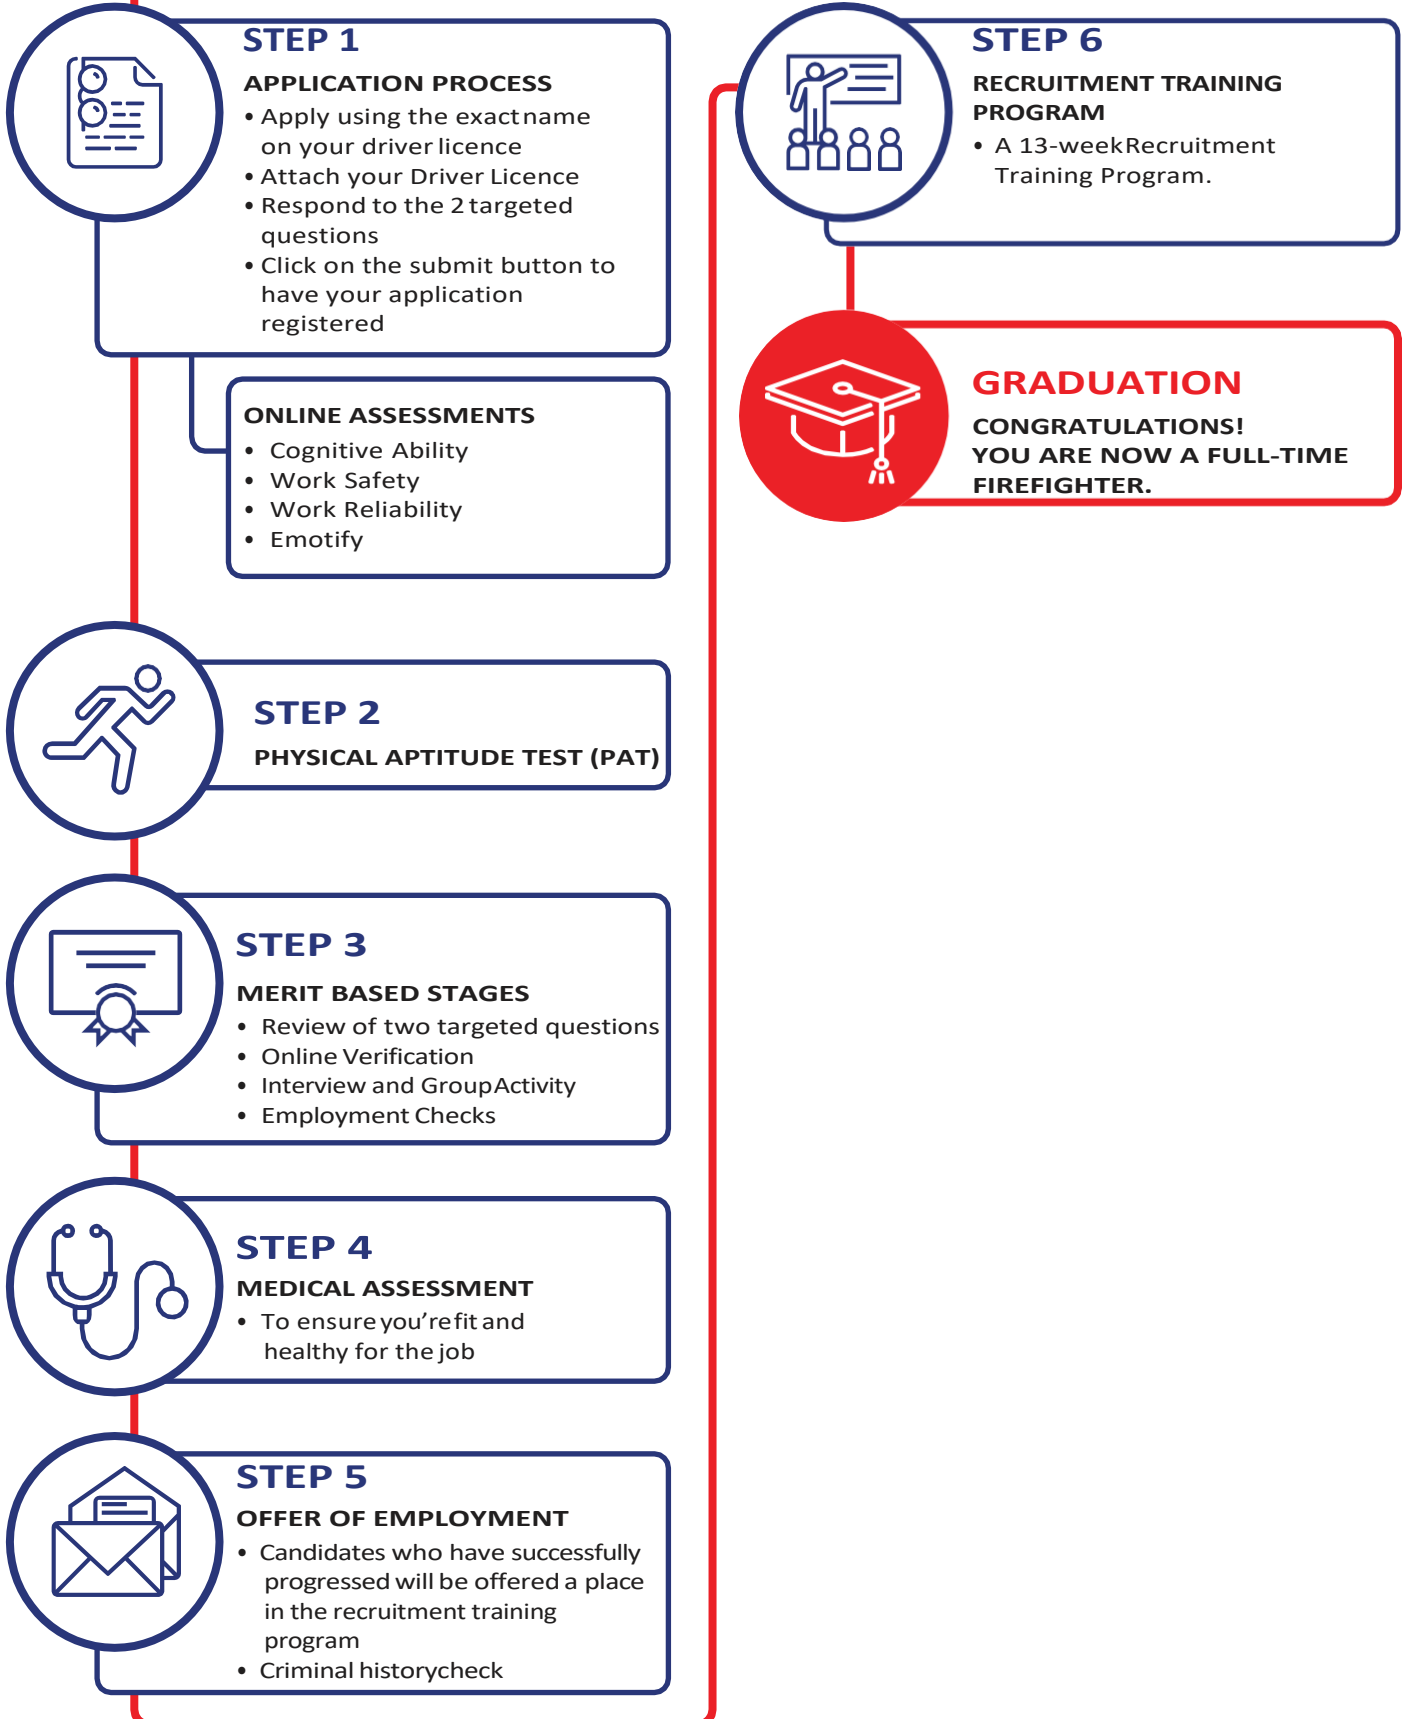 STEP 1
APPLICATION PROCESS
• Apply using the exact name
on your driver licence
• Attach your Driver Licence
• Respond to the 2 targeted
questions
• Click on the submit button to
have your application
registered
ONLINE ASSESSMENTS
• Cognitive Ability
• Work Safety
• Work Reliability
• Emotify
STEP 2
PHYSICAL APTITUDE TEST (PAT)
STEP 3
MERIT BASED STAGES
• Review of two targeted questions
• Online Verification
• Interview and Group Activity
• Employment Checks
STEP 4
MEDICAL ASSESSMENT
• To ensure you’re fit and
healthy for the job
STEP 5
OFFER OF EMPLOYMENT
• Candidates who have successfully
progressed will be offered a place
in the recruitment training
program
• Criminal history check
STEP 6
RECRUITMENT TRAINING
PROGRAM
• A 13-week Recruitment
Training Program.
GRADUATION
CONGRATULATIONS!
YOU ARE NOW A FULL-TIME
FIREFIGHTER.